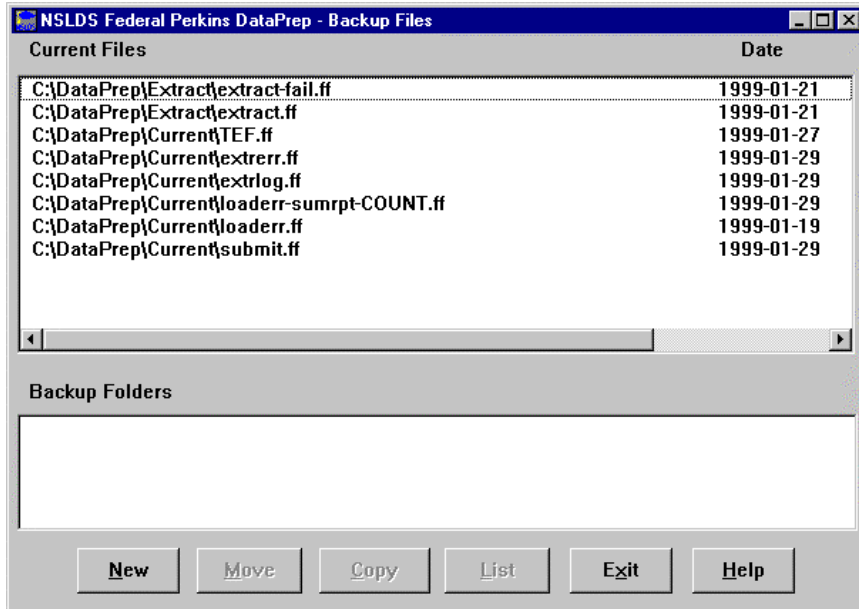 NSLDS Federal Perkins DataPrep - Backup Files
Current Files Date
C:\DataPrep\Extract\extract-fail.ff 1999-01-21
C:\DataPrep\Extract\extract.ff 1999-01-21
C:\DataPrep\Current\TEF.ff 1999-01-27
C:\DataPrep\Current\extrerr.ff 1999-01-29
C:\DataPrep\Current\extrlog.ff 1999-01-29
C:\DataPrep\Current\loaderr-sumrpt-COUNT.ff 1999-01-29
C:\DataPrep\Current\loaderr.ff 1999-01-19
C:\DataPrep\Current\submit.ff 1999-01-29
Backup Folders
New Move Copy List Exit Help